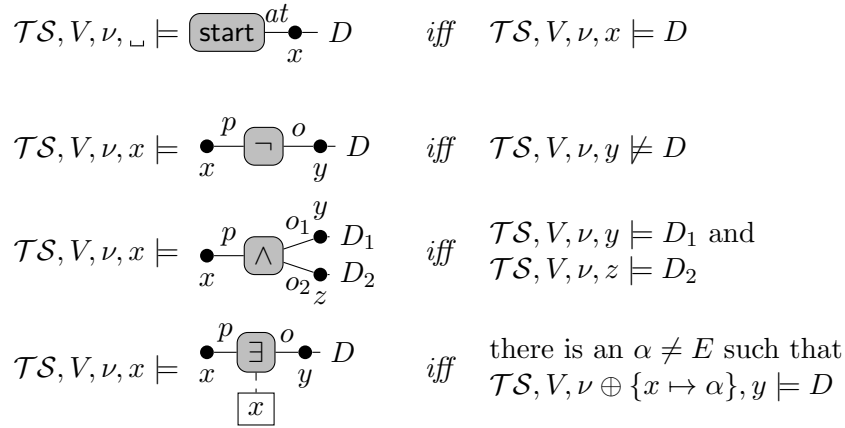 at
𝒯𝒮, V, ν, ␣ ⊨ start D iff 𝒯𝒮, V, ν, x ⊨ D
x
p o
𝒯𝒮, V, ν, x ⊨ ¬ D iff 𝒯𝒮, V, ν, y ⊭ D
x y
y
p o₁ D₁ 𝒯𝒮, V, ν, y ⊨ D₁ and
𝒯𝒮, V, ν, x ⊨ ∧ iff
x o₂ z D₂ 𝒯𝒮, V, ν, z ⊨ D₂
p o there is an α ≠ E such that
𝒯𝒮, V, ν, x ⊨ ∃ D iff
x y 𝒯𝒮, V, ν ⊕ {x ↦ α}, y ⊨ D
x